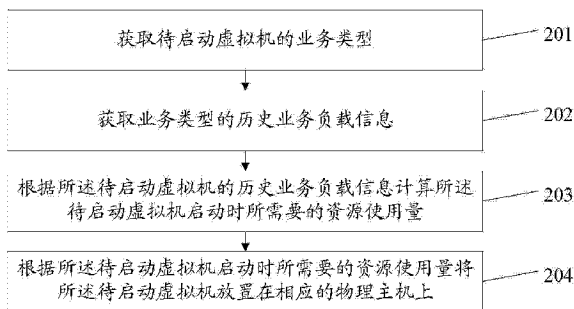 获取待启动虚拟机的业务类型
201
获取业务类型的历史业务负载信息
202
根据所述待启动虚拟机的历史业务负载信息计算所述
待启动虚拟机启动时所需要的资源使用量
203
根据所述待启动虚拟机启动时所需要的资源使用量将
所述待启动虚拟机放置在相应的物理主机上
204